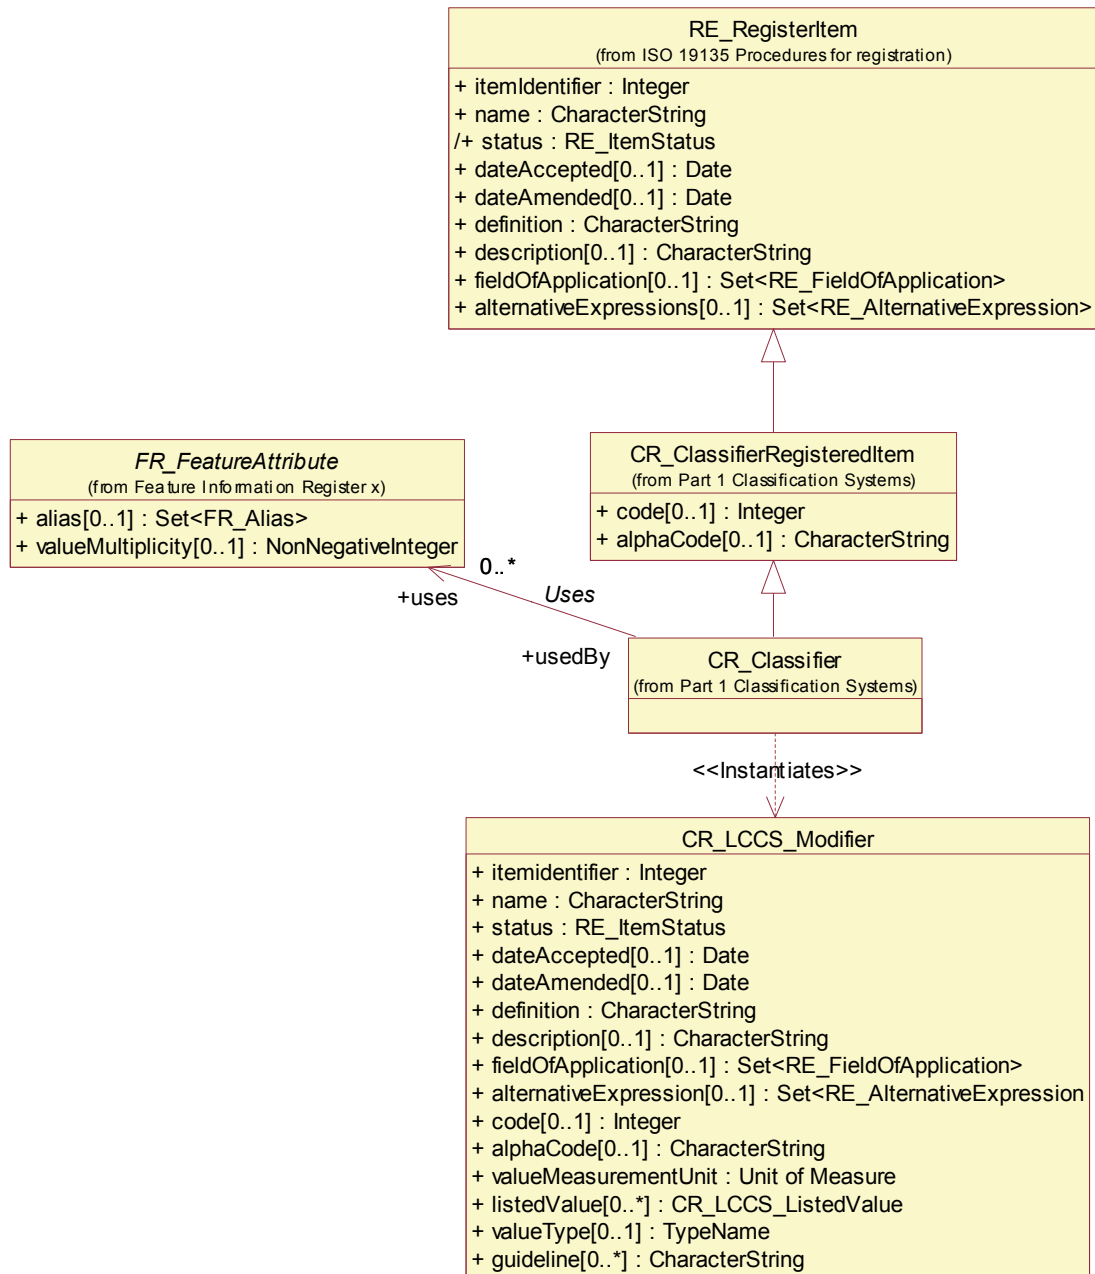 RE_RegisterItem
(from ISO 19135 Procedures for registration)
+ itemIdentifier : Integer
+ name : CharacterString
/+ status : RE_ItemStatus
+ dateAccepted[0..1] : Date
+ dateAmended[0..1] : Date
+ definition : CharacterString
+ description[0..1] : CharacterString
+ fieldOfApplication[0..1] : Set<RE_FieldOfApplication>
+ alternativeExpressions[0..1] : Set<RE_AlternativeExpression>
FR_FeatureAttribute
(from Feature Information Register x)
+ alias[0..1] : Set<FR_Alias>
+ valueMultiplicity[0..1] : NonNegativeInteger
CR_ClassifierRegisteredItem
(from Part 1 Classification Systems)
+ code[0..1] : Integer
+ alphaCode[0..1] : CharacterString
0..*
+uses
Uses
+usedBy
CR_Classifier
(from Part 1 Classification Systems)
<<Instantiates>>
CR_LCCS_Modifier
+ itemidentifier : Integer
+ name : CharacterString
+ status : RE_ItemStatus
+ dateAccepted[0..1] : Date
+ dateAmended[0..1] : Date
+ definition : CharacterString
+ description[0..1] : CharacterString
+ fieldOfApplication[0..1] : Set<RE_FieldOfApplication>
+ alternativeExpression[0..1] : Set<RE_AlternativeExpression
+ code[0..1] : Integer
+ alphaCode[0..1] : CharacterString
+ valueMeasurementUnit : Unit of Measure
+ listedValue[0..*] : CR_LCCS_ListedValue
+ valueType[0..1] : TypeName
+ guideline[0..*] : CharacterString